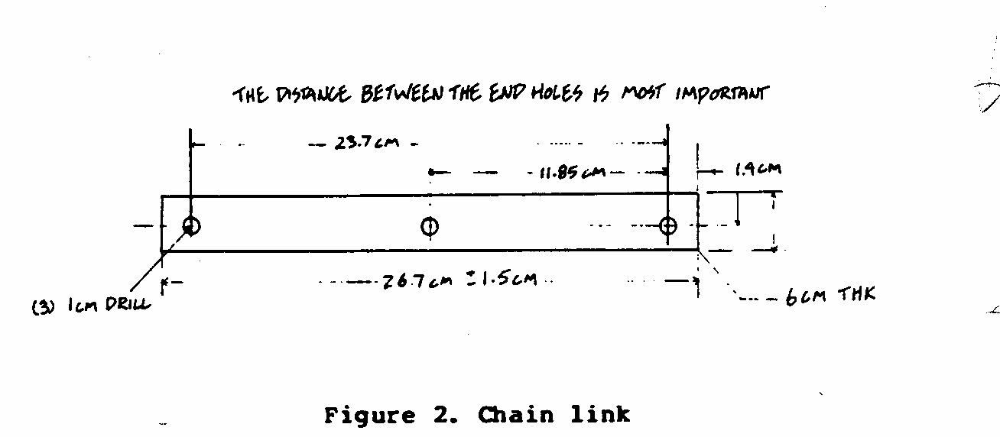 THE DISTANCE BETWEEN THE END HOLES IS MOST IMPORTANT
23.7cm
11.85cm
1.4cm
26.7cm ±1.5cm
(3) 1cm DRILL
6cm THK
Figure 2. Chain link